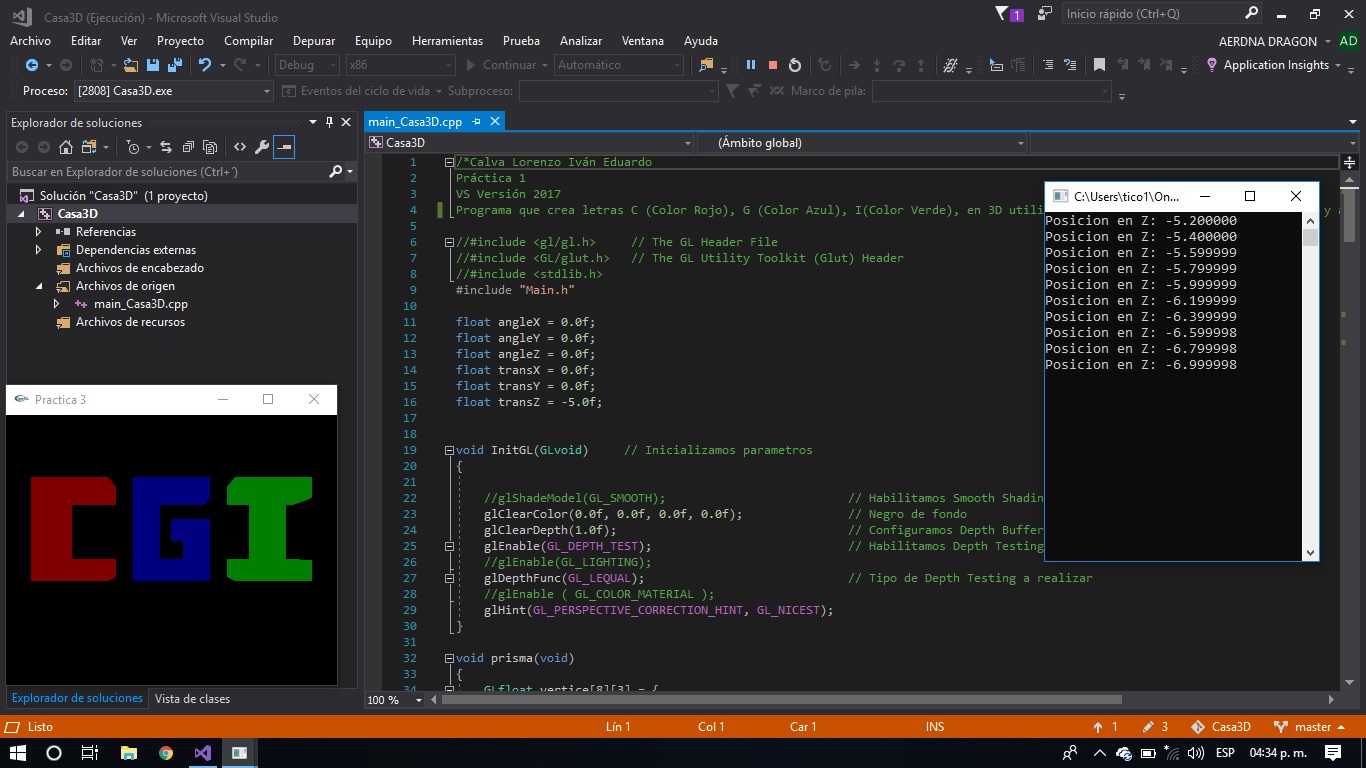 Casa3D (Ejecución) - Microsoft Visual Studio
1
Inicio rápido (Ctrl+Q)
Archivo Editar Ver Proyecto Compilar Depurar Equipo Herramientas Prueba Analizar Ventana Ayuda
AERDNA DRAGON AD
Debug x86 Continuar Automático Application Insights
Proceso: [2808] Casa3D.exe Eventos del ciclo de vida Subproceso: Marco de pila:
Explorador de soluciones
Buscar en Explorador de soluciones (Ctrl+´)
Solución "Casa3D" (1 proyecto)
Casa3D
Referencias
Dependencias externas
Archivos de encabezado
Archivos de origen
main_Casa3D.cpp
Archivos de recursos
Practica 3
CGI
Explorador de soluciones Vista de clases
main_Casa3D.cpp
Casa3D (Ámbito global)
1 /*Calva Lorenzo Iván Eduardo
2 Práctica 1
3 VS Versión 2017
4 Programa que crea letras C (Color Rojo), G (Color Azul), I(Color Verde), en 3D utili y a
5
6 //#include <gl/gl.h> // The GL Header File
7 //#include <GL/glut.h> // The GL Utility Toolkit (Glut) Header
8 //#include <stdlib.h>
9 #include "Main.h"
10
11 float angleX = 0.0f;
12 float angleY = 0.0f;
13 float angleZ = 0.0f;
14 float transX = 0.0f;
15 float transY = 0.0f;
16 float transZ = -5.0f;
17
18
19 void InitGL(GLvoid) // Inicializamos parametros
20 {
21
22 //glShadeModel(GL_SMOOTH); // Habilitamos Smooth Shadin
23 glClearColor(0.0f, 0.0f, 0.0f, 0.0f); // Negro de fondo
24 glClearDepth(1.0f); // Configuramos Depth Buffer
25 glEnable(GL_DEPTH_TEST); // Habilitamos Depth Testing
26 //glEnable(GL_LIGHTING);
27 glDepthFunc(GL_LEQUAL); // Tipo de Depth Testing a realizar
28 //glEnable ( GL_COLOR_MATERIAL );
29 glHint(GL_PERSPECTIVE_CORRECTION_HINT, GL_NICEST);
30 }
31
32 void prisma(void)
33 {
34 GLfloat vertice[8][3] = {
100 %
C:\Users\tico1\On...
Posicion en Z: -5.200000
Posicion en Z: -5.400000
Posicion en Z: -5.599999
Posicion en Z: -5.799999
Posicion en Z: -5.999999
Posicion en Z: -6.199999
Posicion en Z: -6.399999
Posicion en Z: -6.599998
Posicion en Z: -6.799998
Posicion en Z: -6.999998
Listo Lín 1 Col 1 Car 1 INS 1 3 Casa3D master
ESP 04:34 p. m.